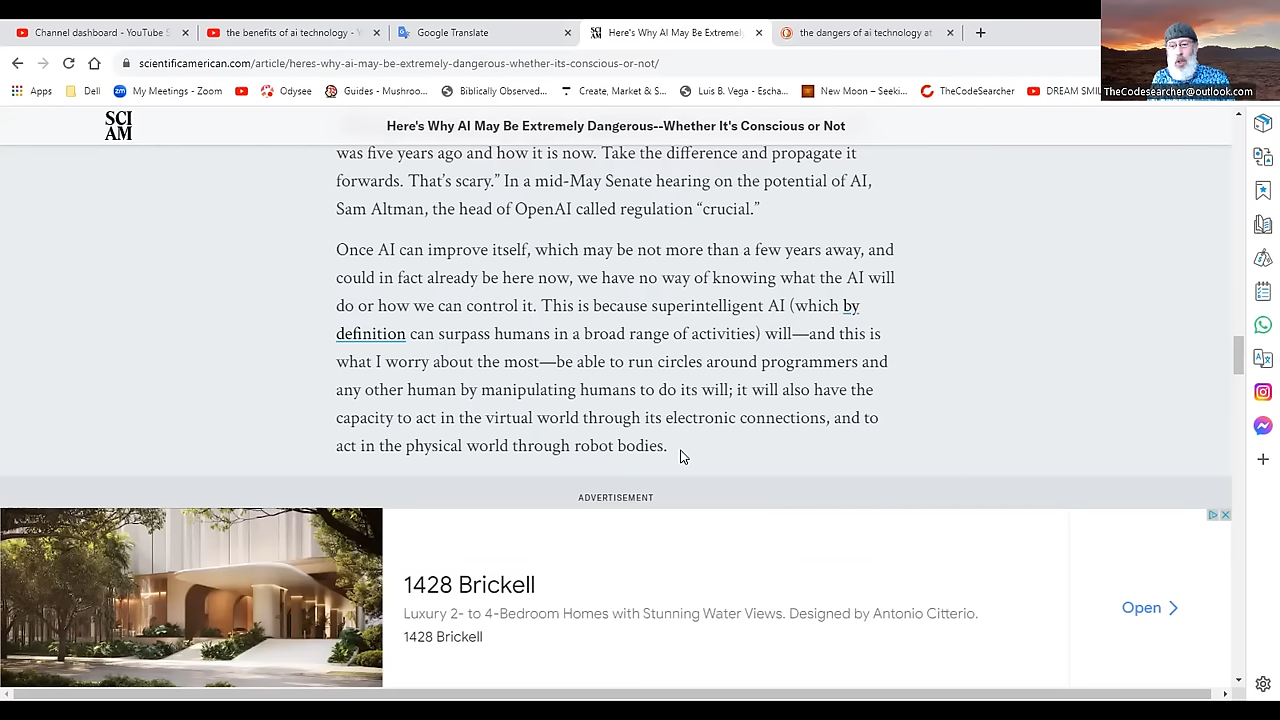 Channel dashboard - YouTube S
the benefits of ai technology -
Google Translate
Here's Why AI May Be Extremel
the dangers of ai technology at
scientificamerican.com/article/heres-why-ai-may-be-extremely-dangerous-whether-its-conscious-or-not/
TheCodesearcher@outlook.com
Apps
Dell
My Meetings - Zoom
Odysee
Guides - Mushroo...
Biblically Observed...
Create, Market & S...
Luis B. Vega - Escha...
New Moon – Seeki...
TheCodeSearcher
DREAM SMIL
SCI
AM
Here's Why AI May Be Extremely Dangerous--Whether It's Conscious or Not
was five years ago and how it is now. Take the difference and propagate it
forwards. That’s scary.” In a mid-May Senate hearing on the potential of AI,
Sam Altman, the head of OpenAI called regulation “crucial.”
Once AI can improve itself, which may be not more than a few years away, and
could in fact already be here now, we have no way of knowing what the AI will
do or how we can control it. This is because superintelligent AI (which by
definition can surpass humans in a broad range of activities) will—and this is
what I worry about the most—be able to run circles around programmers and
any other human by manipulating humans to do its will; it will also have the
capacity to act in the virtual world through its electronic connections, and to
act in the physical world through robot bodies.
ADVERTISEMENT
1428 Brickell
Luxury 2- to 4-Bedroom Homes with Stunning Water Views. Designed by Antonio Citterio.
1428 Brickell
Open